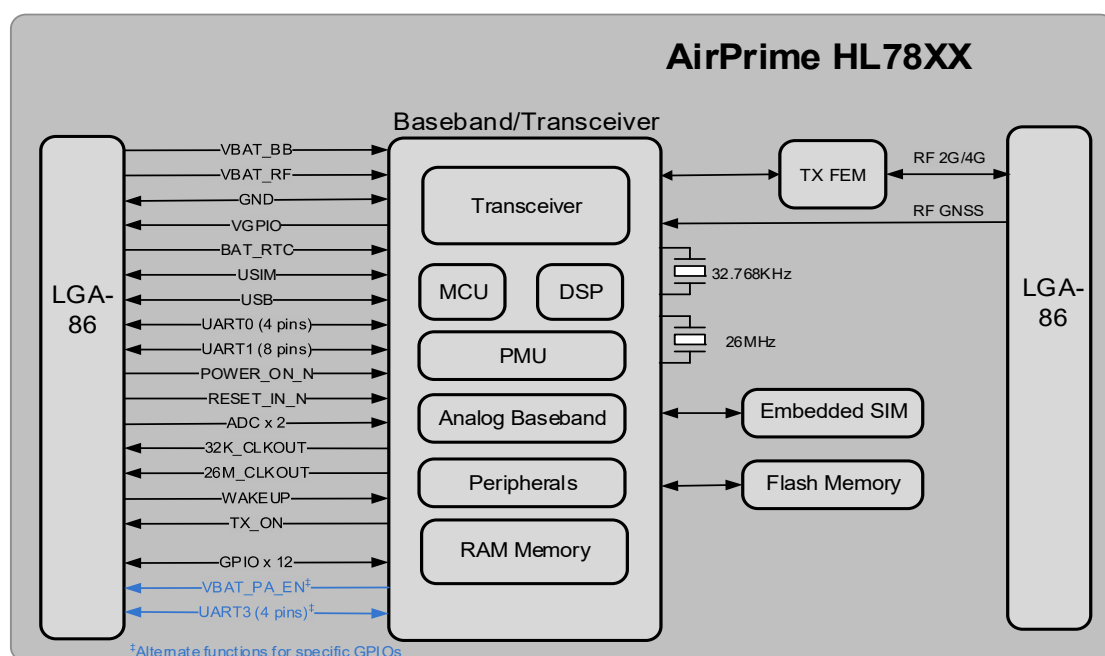 AirPrime HL78XX
Baseband/Transceiver
LGA-
86
VBAT_BB
VBAT_RF
GND
VGPIO
BAT_RTC
USIM
USB
UART0 (4 pins)
UART1 (8 pins)
POWER_ON_N
RESET_IN_N
ADC x 2
32K_CLKOUT
26M_CLKOUT
WAKEUP
TX_ON
GPIO x 12
VBAT_PA_EN‡
UART3 (4 pins)‡
‡Alternate functions for specific GPIOs
Transceiver
MCU
DSP
PMU
Analog Baseband
Peripherals
RAM Memory
TX FEM
RF 2G/4G
RF GNSS
32.768KHz
26MHz
Embedded SIM
Flash Memory
LGA-
86